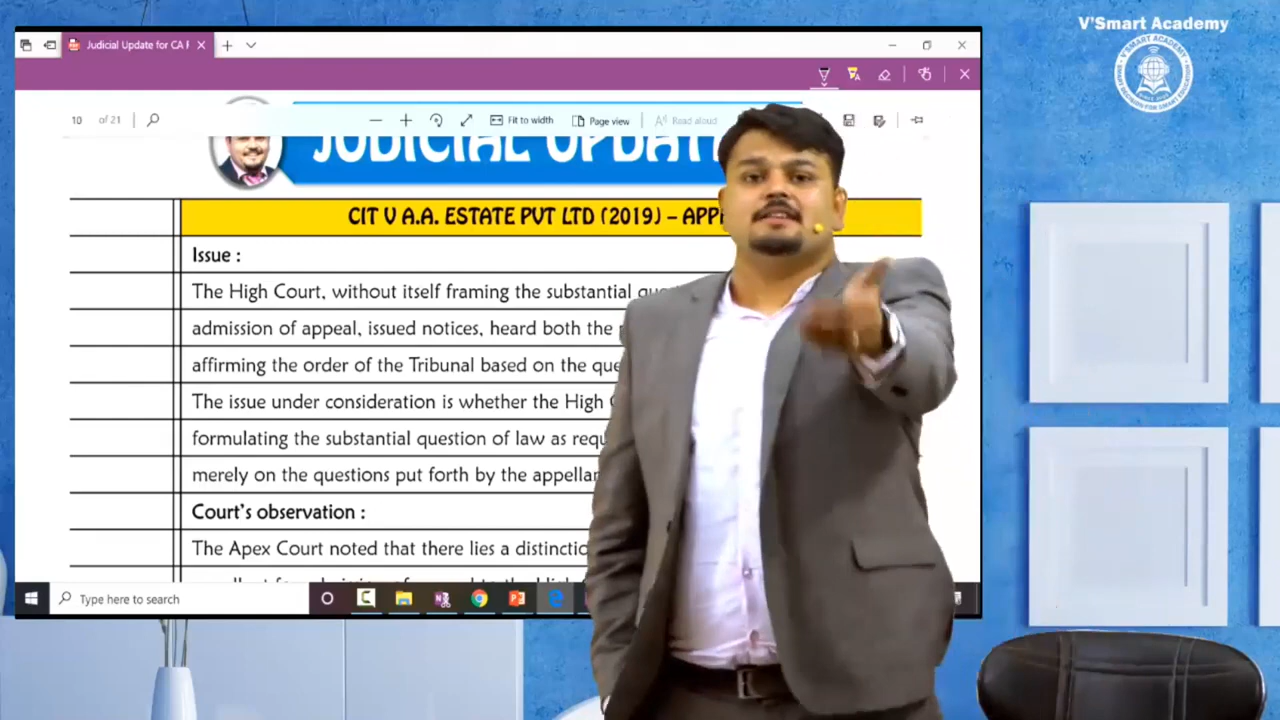 V'Smart Academy
Judicial Update for CA F
10 of 21
Fit to width
Page view
Read aloud
JUDICIAL UPDAT
CIT V A.A. ESTATE PVT LTD (2019) – APP
Issue :
The High Court, without itself framing the substantial
admission of appeal, issued notices, heard both the
affirming the order of the Tribunal based on the que
The issue under consideration is whether the High
formulating the substantial question of law as requ
merely on the questions put forth by the appellan
Court's observation :
The Apex Court noted that there lies a distinctio
Type here to search